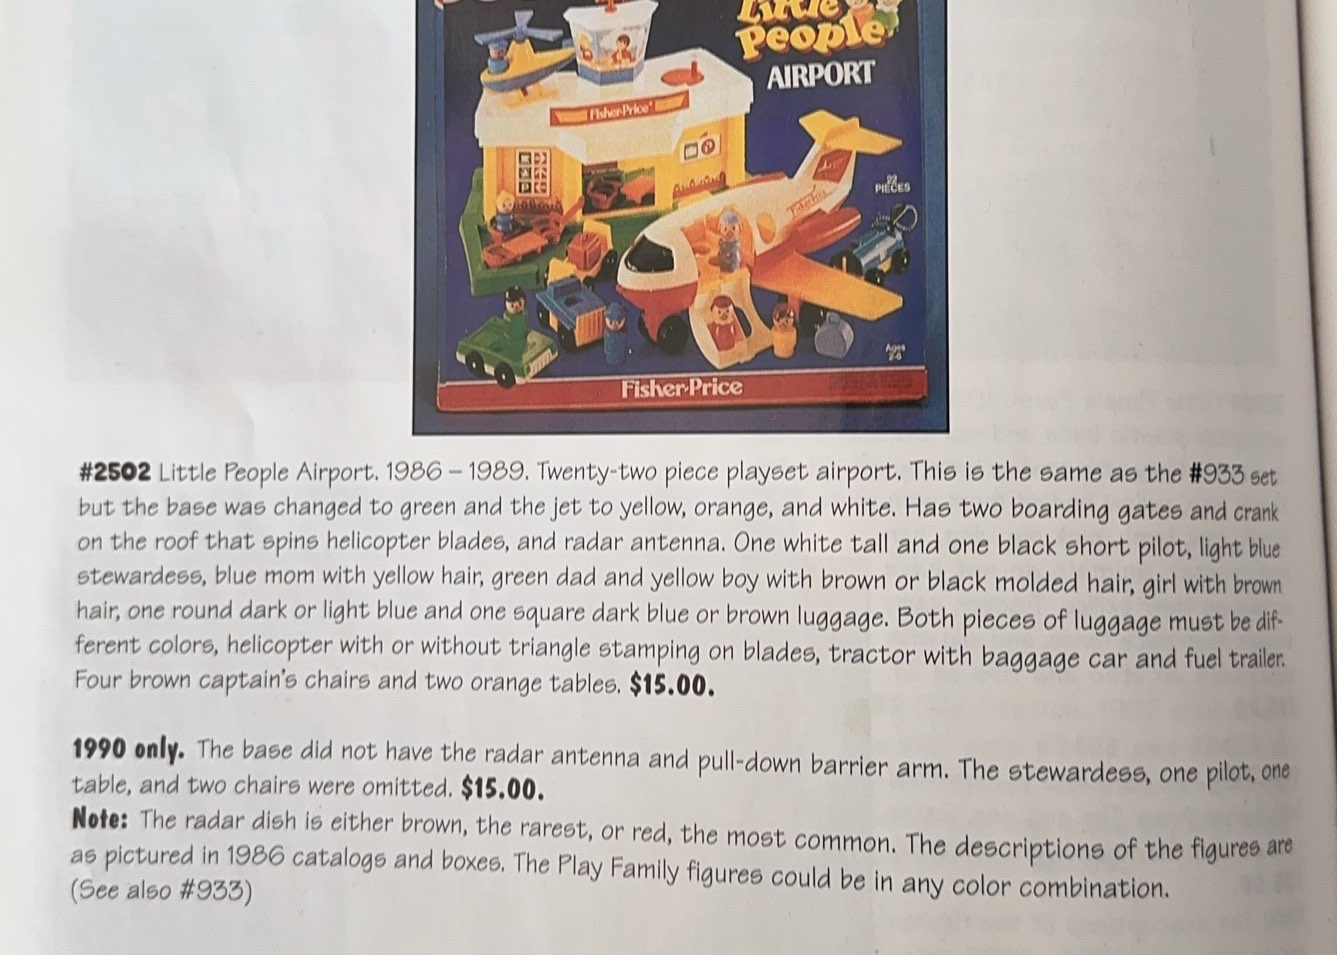 Little
People
AIRPORT
Fisher-Price
Fisher-Price
22
PIECES
Ages
2-6
Fisher-Price
#2502 Little People Airport. 1986 – 1989. Twenty-two piece playset airport. This is the same as the #933 set
but the base was changed to green and the jet to yellow, orange, and white. Has two boarding gates and crank
on the roof that spins helicopter blades, and radar antenna. One white tall and one black short pilot, light blue
stewardess, blue mom with yellow hair, green dad and yellow boy with brown or black molded hair, girl with brown
hair, one round dark or light blue and one square dark blue or brown luggage. Both pieces of luggage must be dif-
ferent colors, helicopter with or without triangle stamping on blades, tractor with baggage car and fuel trailer.
Four brown captain's chairs and two orange tables. $15.00.
1990 only. The base did not have the radar antenna and pull-down barrier arm. The stewardess, one pilot, one
table, and two chairs were omitted. $15.00.
Note: The radar dish is either brown, the rarest, or red, the most common. The descriptions of the figures are
as pictured in 1986 catalogs and boxes. The Play Family figures could be in any color combination.
(See also #933)